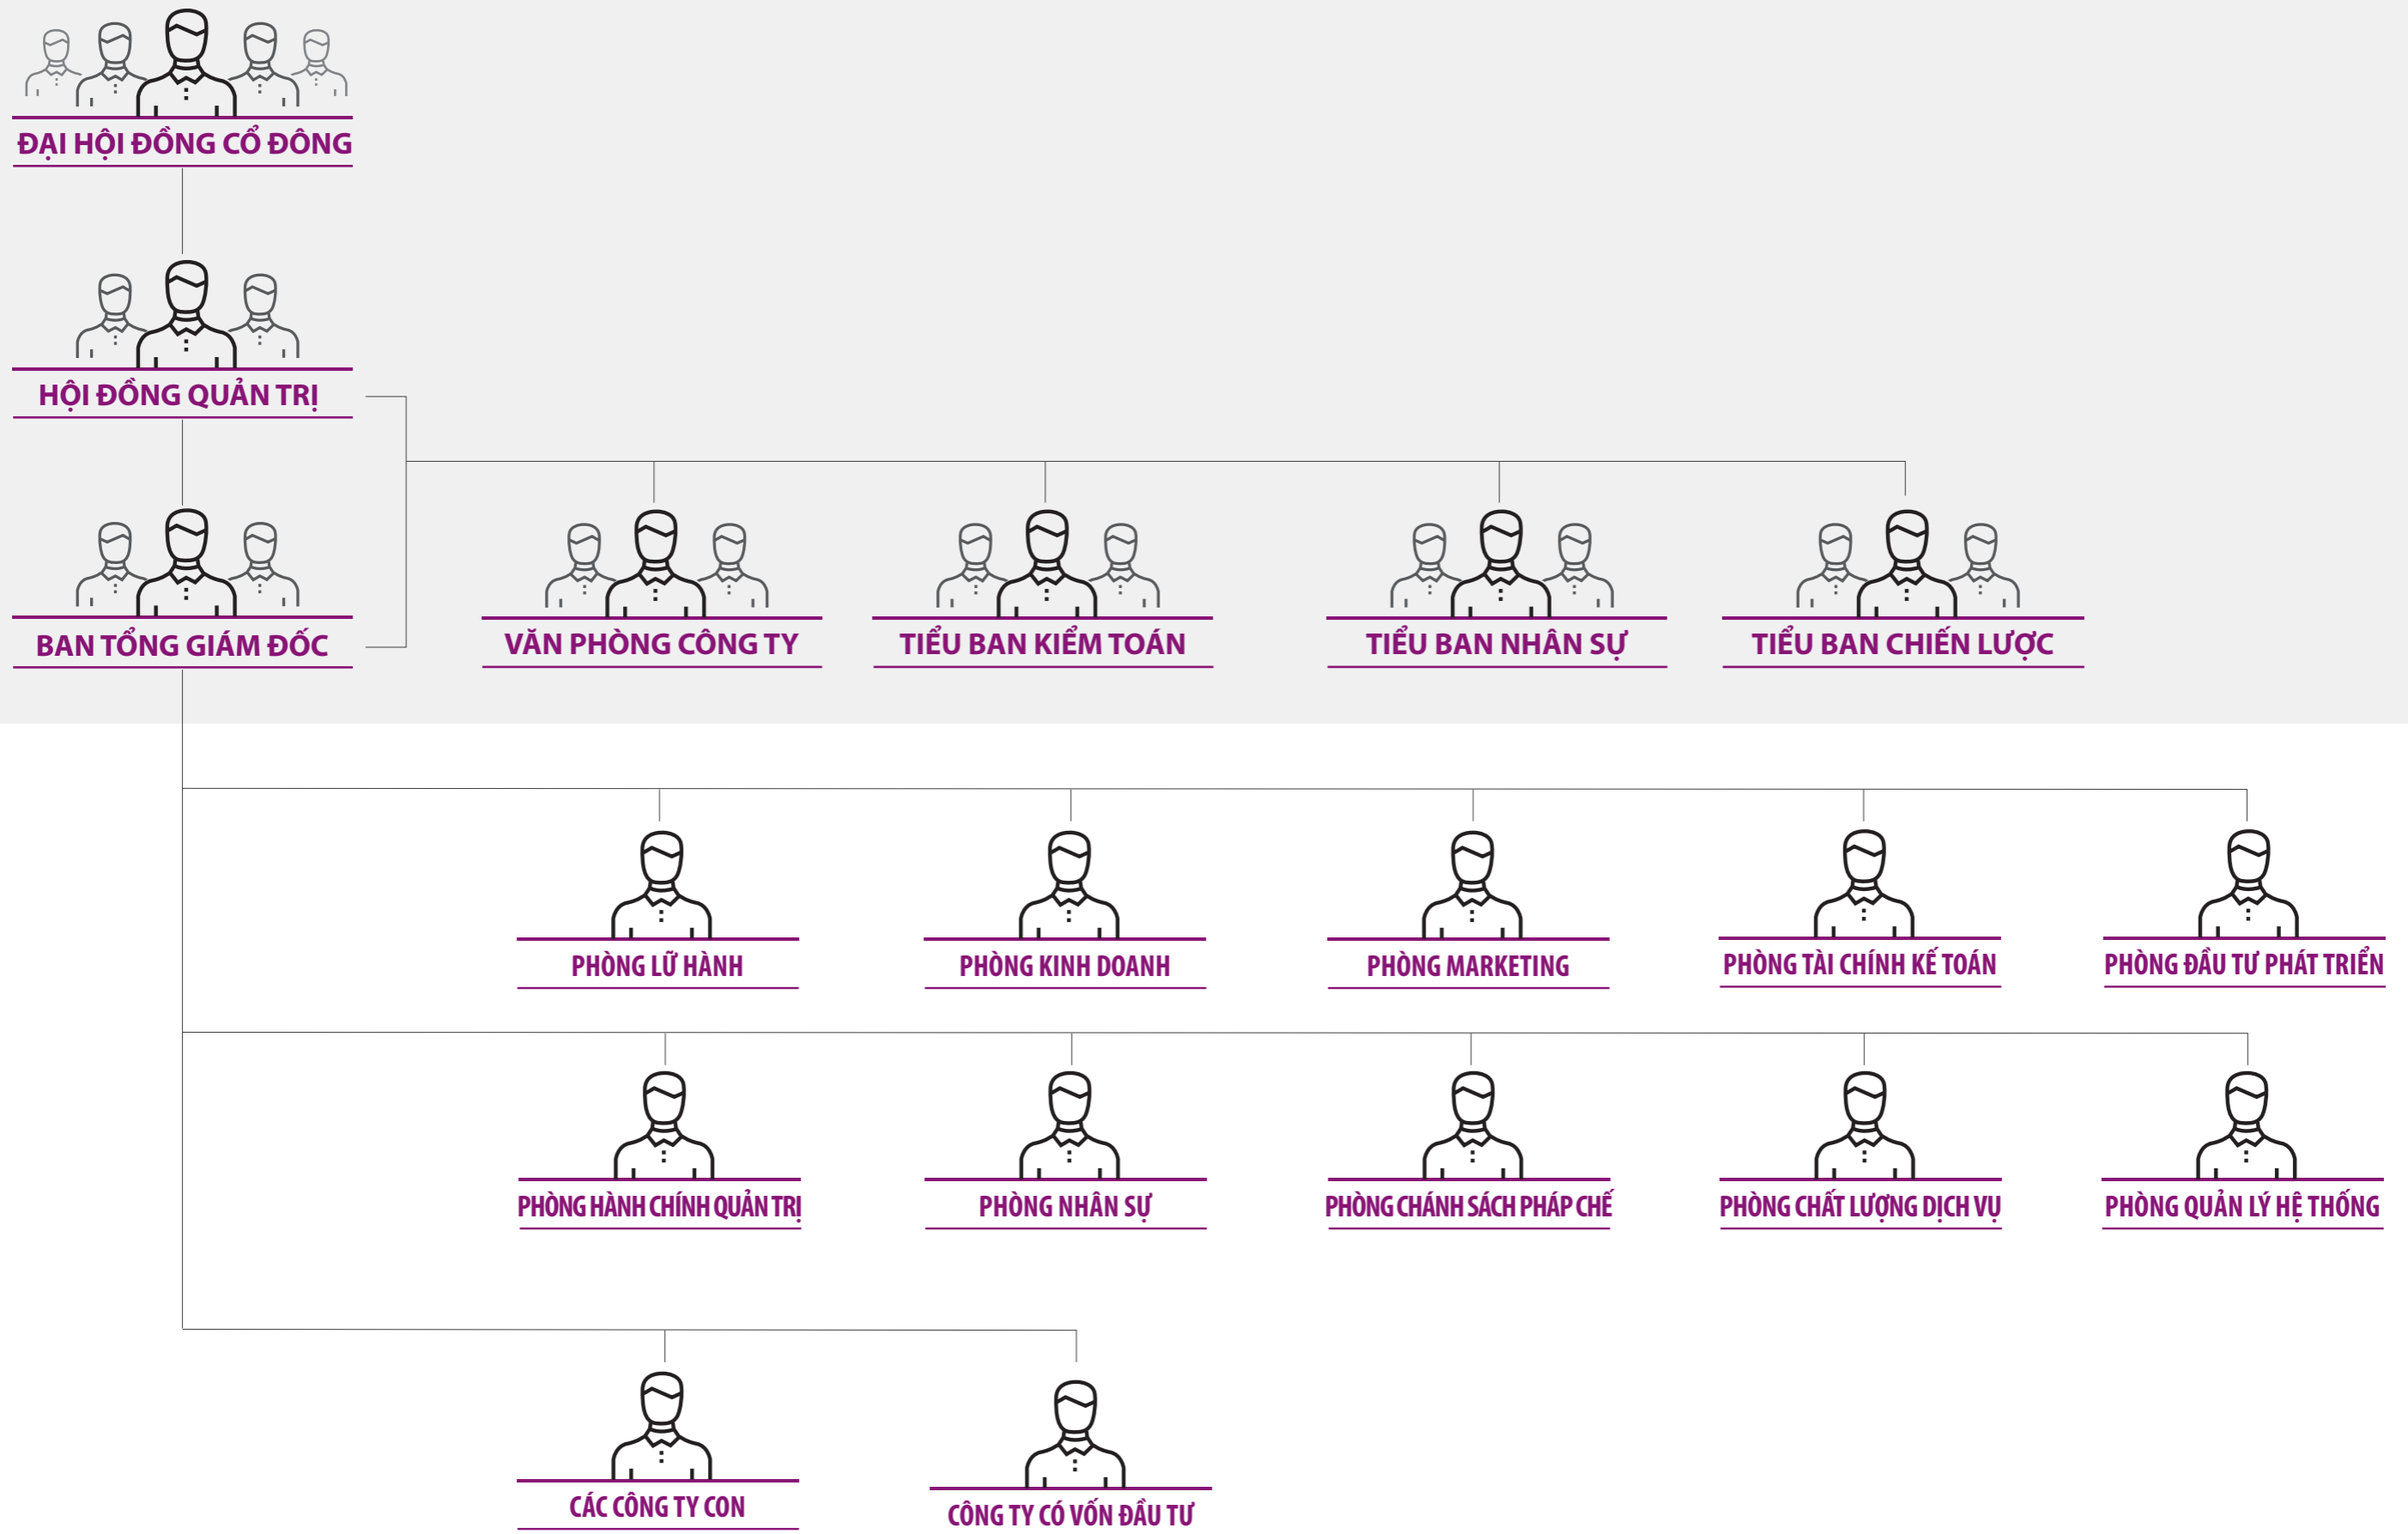 ĐẠI HỘI ĐỒNG CỔ ĐÔNG
HỘI ĐỒNG QUẢN TRỊ
BAN TỔNG GIÁM ĐỐC
VĂN PHÒNG CÔNG TY
TIỂU BAN KIỂM TOÁN
TIỂU BAN NHÂN SỰ
TIỂU BAN CHIẾN LƯỢC
PHÒNG LỮ HÀNH
PHÒNG KINH DOANH
PHÒNG MARKETING
PHÒNG TÀI CHÍNH KẾ TOÁN
PHÒNG ĐẦU TƯ PHÁT TRIỂN
PHÒNG HÀNH CHÍNH QUẢN TRỊ
PHÒNG NHÂN SỰ
PHÒNG CHÁNH SÁCH PHÁP CHẾ
PHÒNG CHẤT LƯỢNG DỊCH VỤ
PHÒNG QUẢN LÝ HỆ THỐNG
CÁC CÔNG TY CON
CÔNG TY CÓ VỐN ĐẦU TƯ